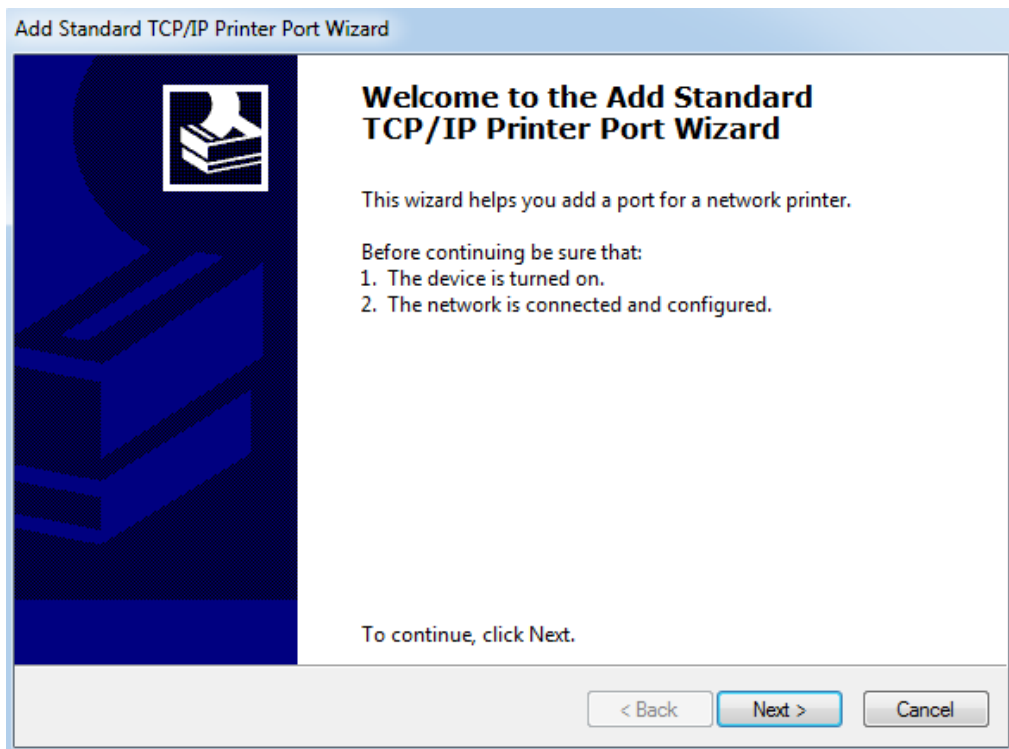 Add Standard TCP/IP Printer Port Wizard
Welcome to the Add Standard
TCP/IP Printer Port Wizard
This wizard helps you add a port for a network printer.
Before continuing be sure that:
1. The device is turned on.
2. The network is connected and configured.
To continue, click Next.
< Back
Next >
Cancel